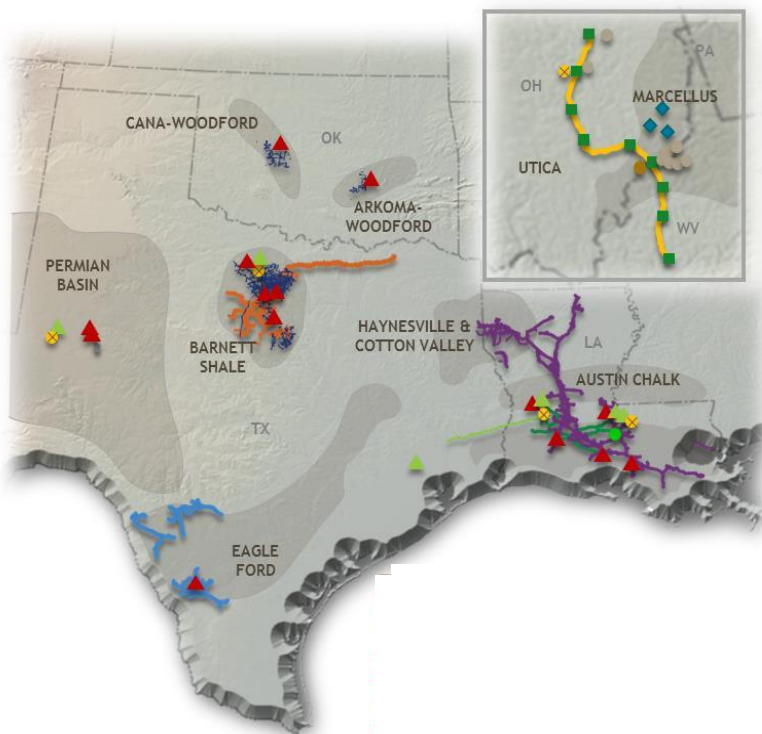 PA
OH
MARCELLUS
UTICA
WV
CANA-WOODFORD
OK
ARKOMA-
WOODFORD
PERMIAN
BASIN
BARNETT
SHALE
HAYNESVILLE &
COTTON VALLEY
LA
AUSTIN CHALK
TX
EAGLE
FORD